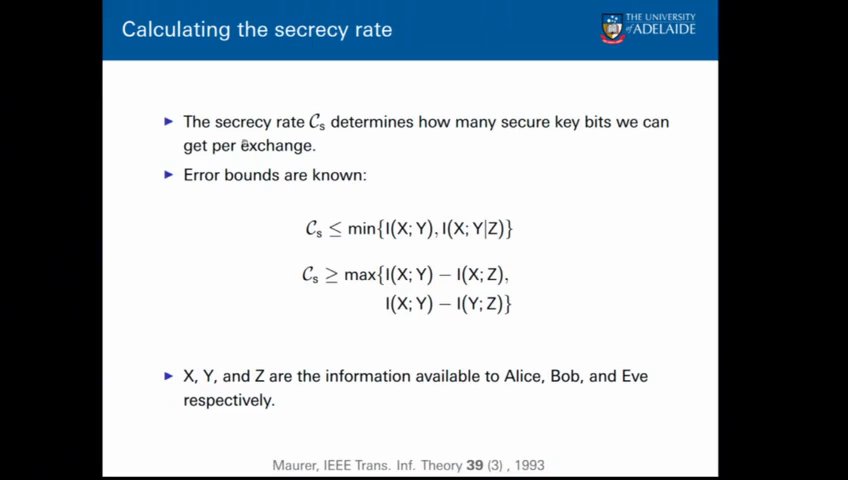 Calculating the secrecy rate
THE UNIVERSITY
of ADELAIDE
▶ The secrecy rate 𝒞s determines how many secure key bits we can
get per exchange.
▶ Error bounds are known:
𝒞s ≤ min{I(X; Y), I(X; Y|Z)}
𝒞s ≥ max{I(X; Y) − I(X; Z),
I(X; Y) − I(Y; Z)}
▶ X, Y, and Z are the information available to Alice, Bob, and Eve
respectively.
Maurer, IEEE Trans. Inf. Theory 39 (3) , 1993